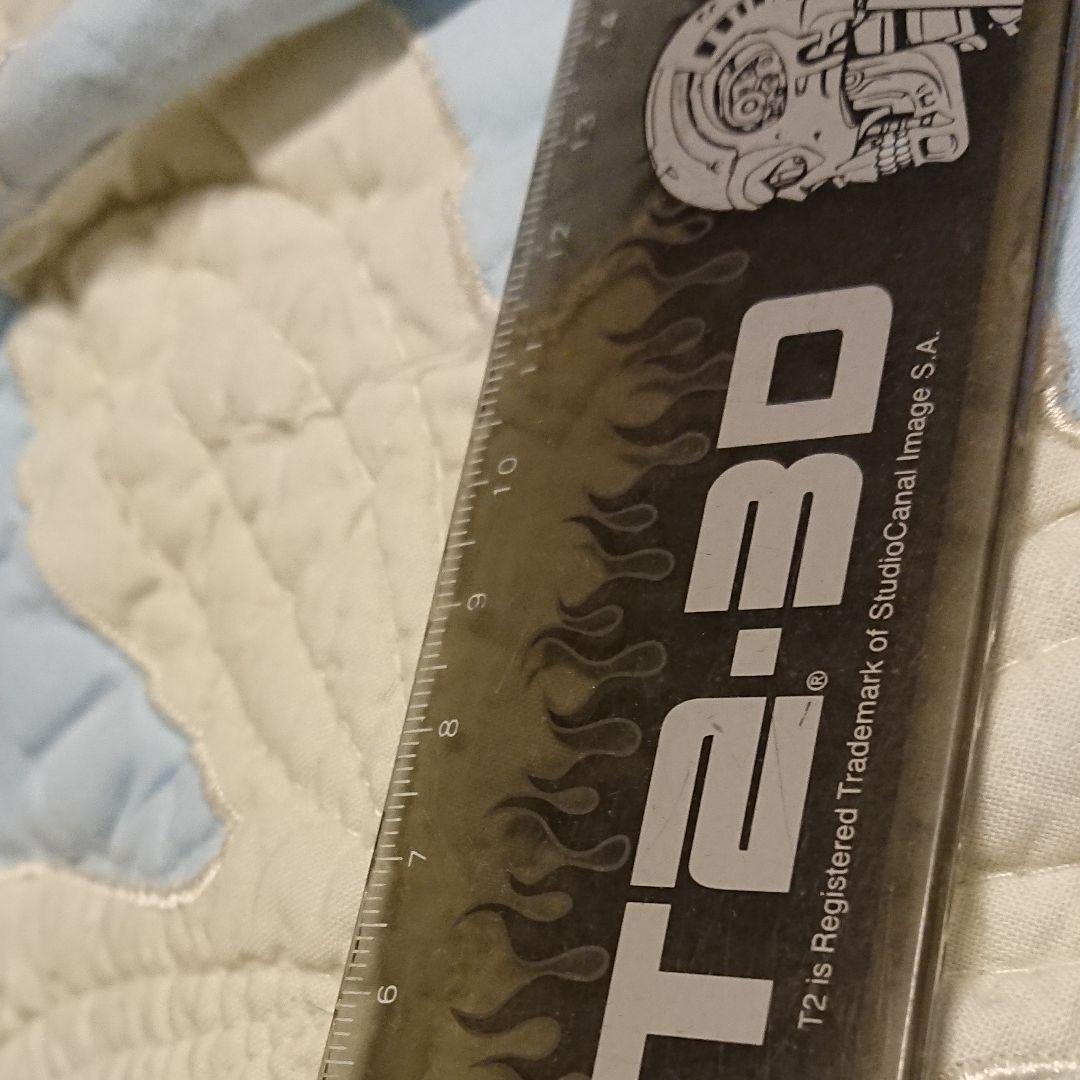 6 7 8 9 10 11 12 13 14
T2·3D®
T2 is Registered Trademark of StudioCanal Image S.A.